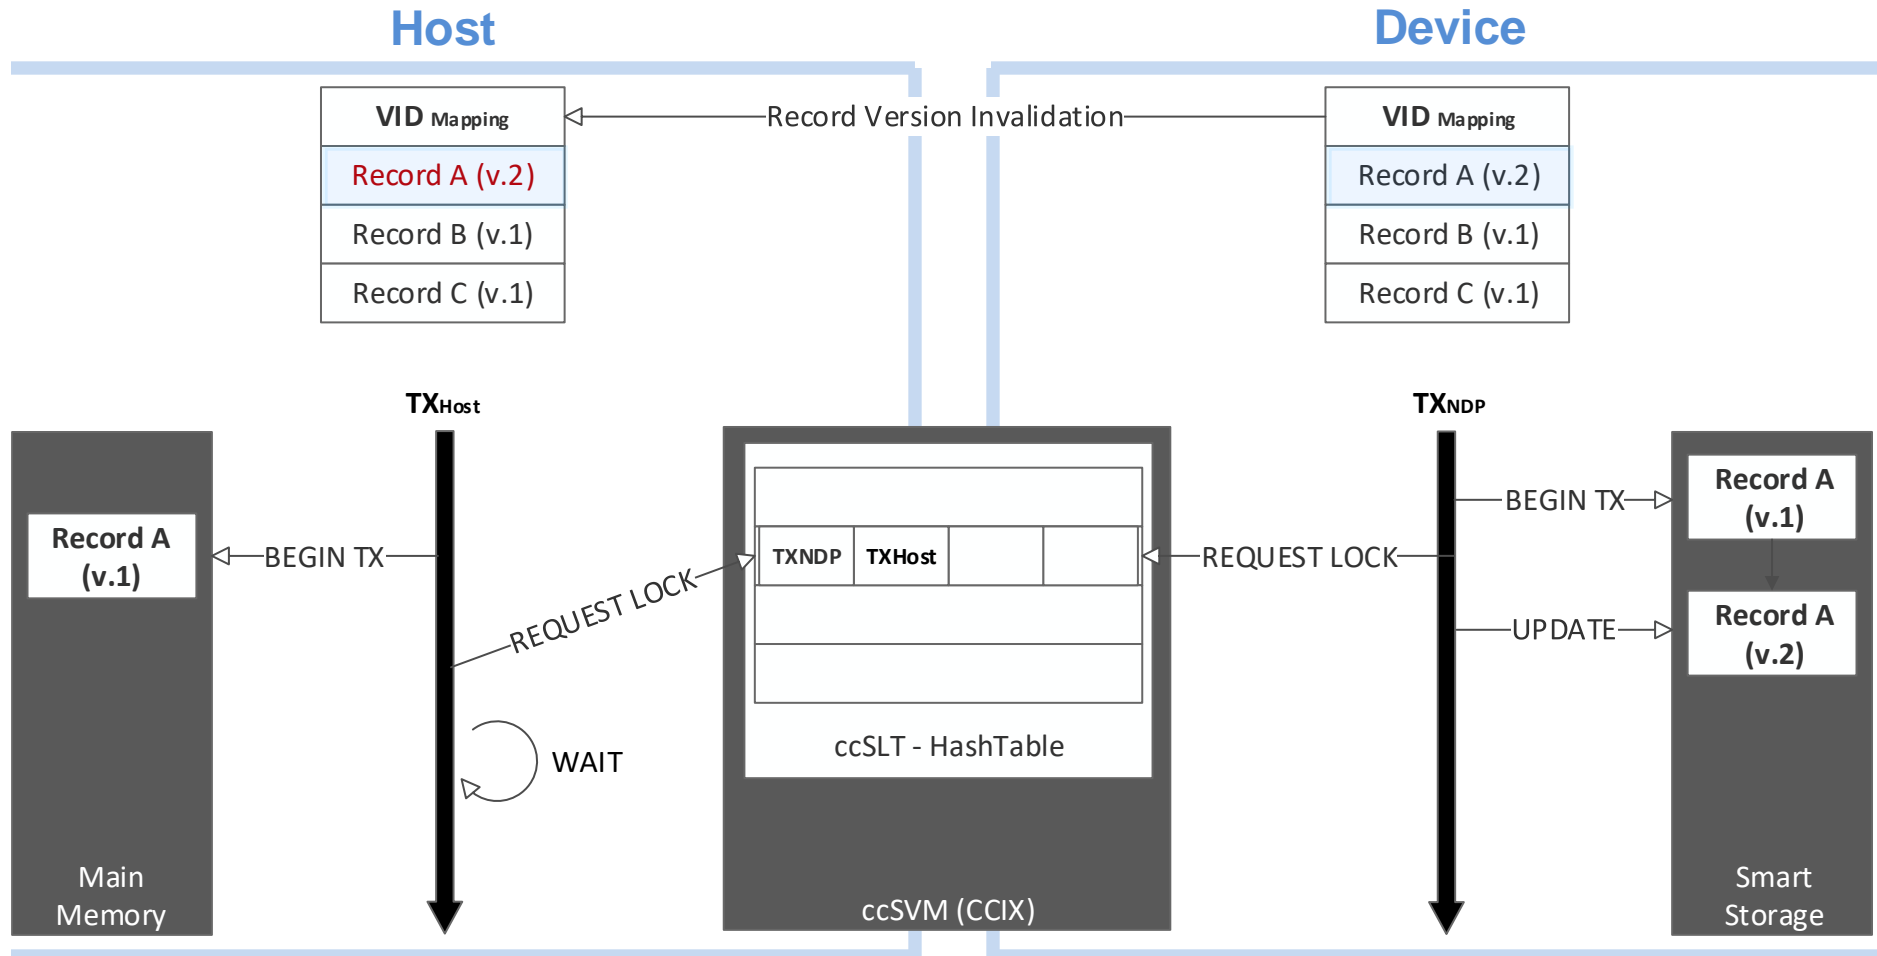 Host
Device
VID Mapping
Record A (v.2)
Record B (v.1)
Record C (v.1)
Record Version Invalidation
VID Mapping
Record A (v.2)
Record B (v.1)
Record C (v.1)
TXHost
TXNDP
Record A
(v.1)
BEGIN TX
REQUEST LOCK
WAIT
Main
Memory
TXNDP
TXHost
ccSLT - HashTable
ccSVM (CCIX)
REQUEST LOCK
BEGIN TX
UPDATE
Record A
(v.1)
Record A
(v.2)
Smart
Storage